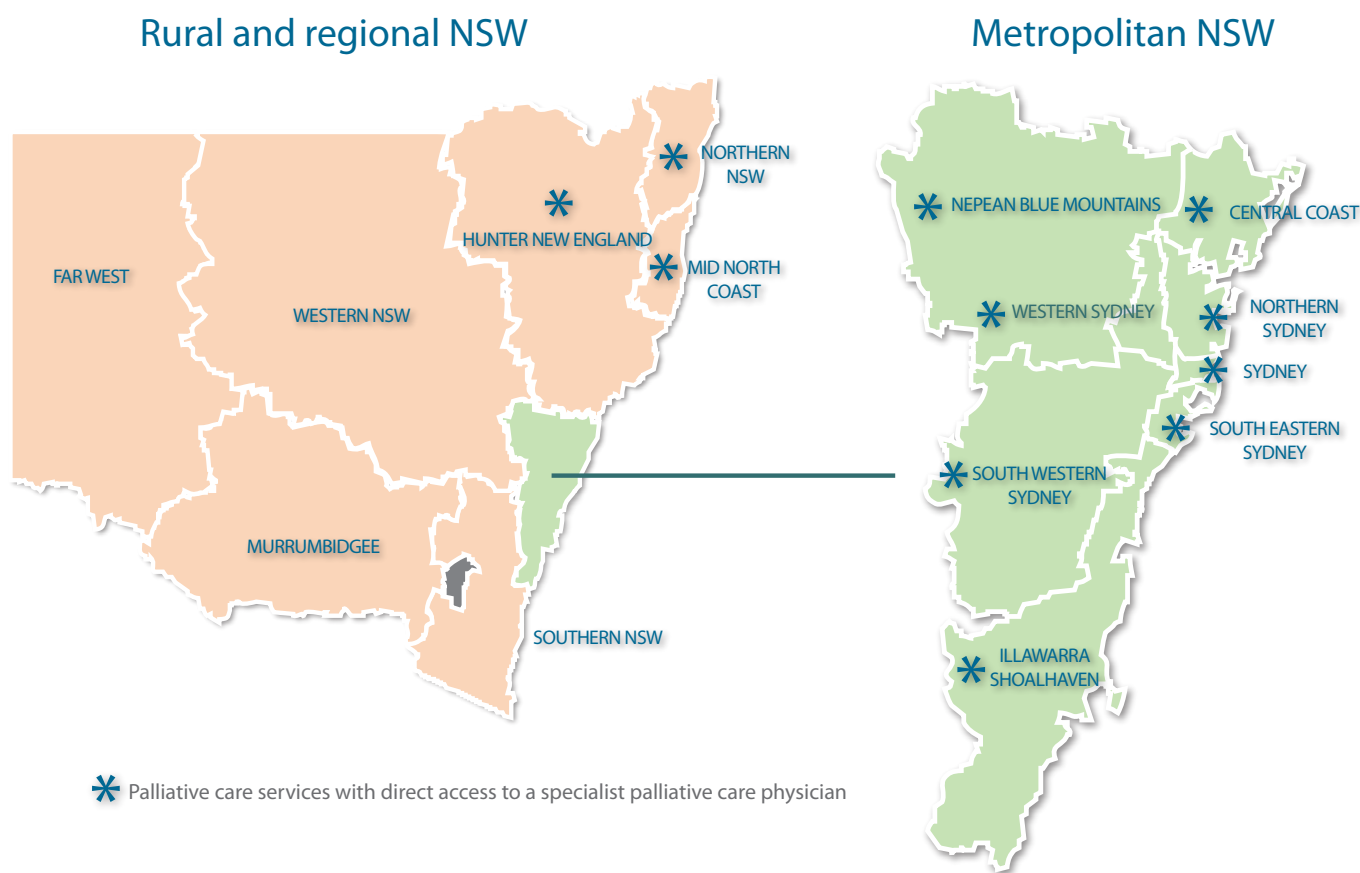 Rural and regional NSW
Metropolitan NSW
NORTHERN
NSW
HUNTER NEW ENGLAND
MID NORTH
COAST
FAR WEST
WESTERN NSW
MURRUMBIDGEE
SOUTHERN NSW
NEPEAN BLUE MOUNTAINS
CENTRAL COAST
WESTERN SYDNEY
NORTHERN
SYDNEY
SYDNEY
SOUTH EASTERN
SYDNEY
SOUTH WESTERN
SYDNEY
ILLAWARRA
SHOALHAVEN
Palliative care services with direct access to a specialist palliative care physician